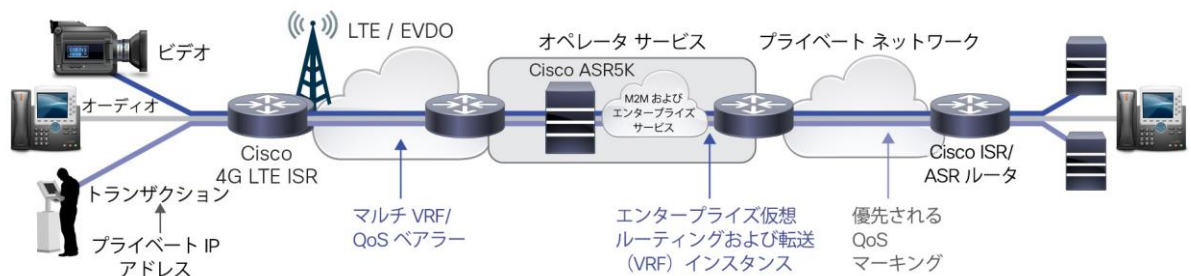 ビデオ
オーディオ
トランザクション
プライベート IP
アドレス
Cisco
4G LTE ISR
LTE / EVDO
マルチ VRF/
QoS ベアラー
オペレータ サービス
Cisco ASR5K
M2M および
エンタープライズ
サービス
エンタープライズ仮想
ルーティングおよび転送
（VRF）インスタンス
プライベート ネットワーク
優先される
QoS
マーキング
Cisco ISR/
ASR ルータ